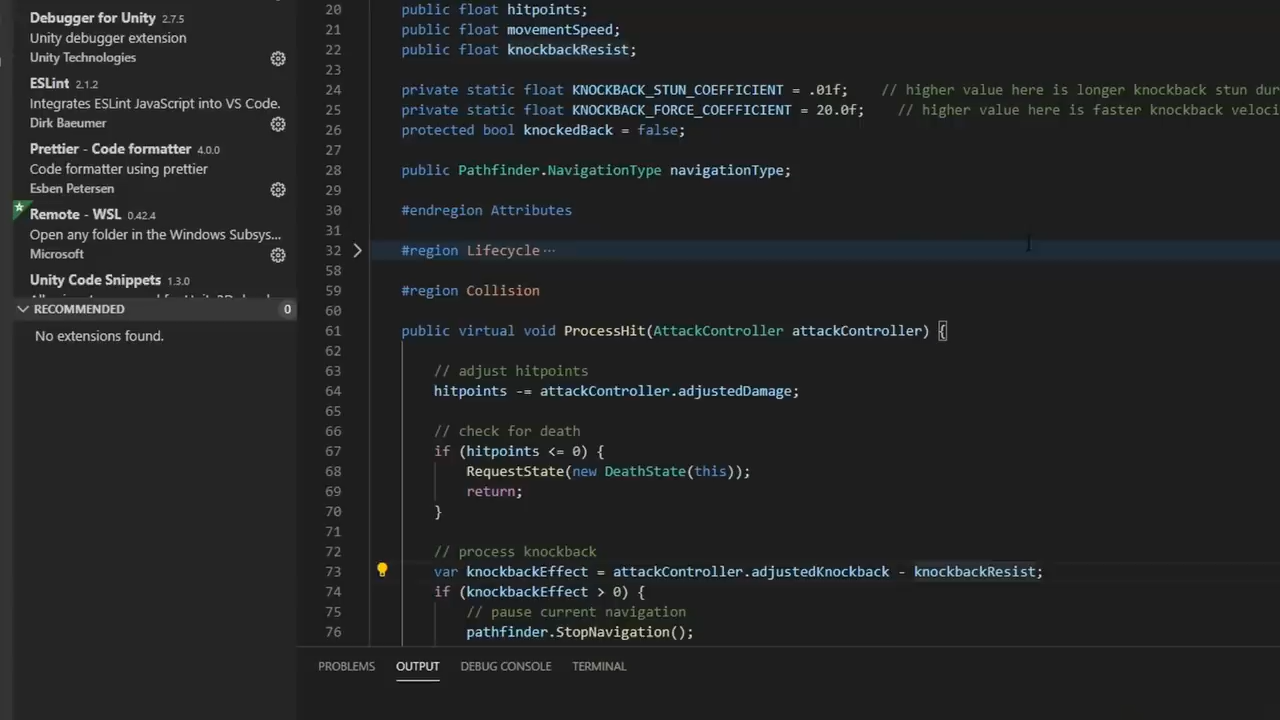 Debugger for Unity 2.7.5
Unity debugger extension
Unity Technologies
ESLint 2.1.2
Integrates ESLint JavaScript into VS Code.
Dirk Baeumer
Prettier - Code formatter 4.0.0
Code formatter using prettier
Esben Petersen
Remote - WSL 0.42.4
Open any folder in the Windows Subsys...
Microsoft
Unity Code Snippets 1.3.0
RECOMMENDED 0
No extensions found.
20 public float hitpoints;
21 public float movementSpeed;
22 public float knockbackResist;
23
24 private static float KNOCKBACK_STUN_COEFFICIENT = .01f; // higher value here is longer knockback stun dur
25 private static float KNOCKBACK_FORCE_COEFFICIENT = 20.0f; // higher value here is faster knockback veloci
26 protected bool knockedBack = false;
27
28 public Pathfinder.NavigationType navigationType;
29
30 #endregion Attributes
31
32 #region Lifecycle ...
58
59 #region Collision
60
61 public virtual void ProcessHit(AttackController attackController) {
62
63 // adjust hitpoints
64 hitpoints -= attackController.adjustedDamage;
65
66 // check for death
67 if (hitpoints <= 0) {
68 RequestState(new DeathState(this));
69 return;
70 }
71
72 // process knockback
73 var knockbackEffect = attackController.adjustedKnockback - knockbackResist;
74 if (knockbackEffect > 0) {
75 // pause current navigation
76 pathfinder.StopNavigation();
PROBLEMS OUTPUT DEBUG CONSOLE TERMINAL